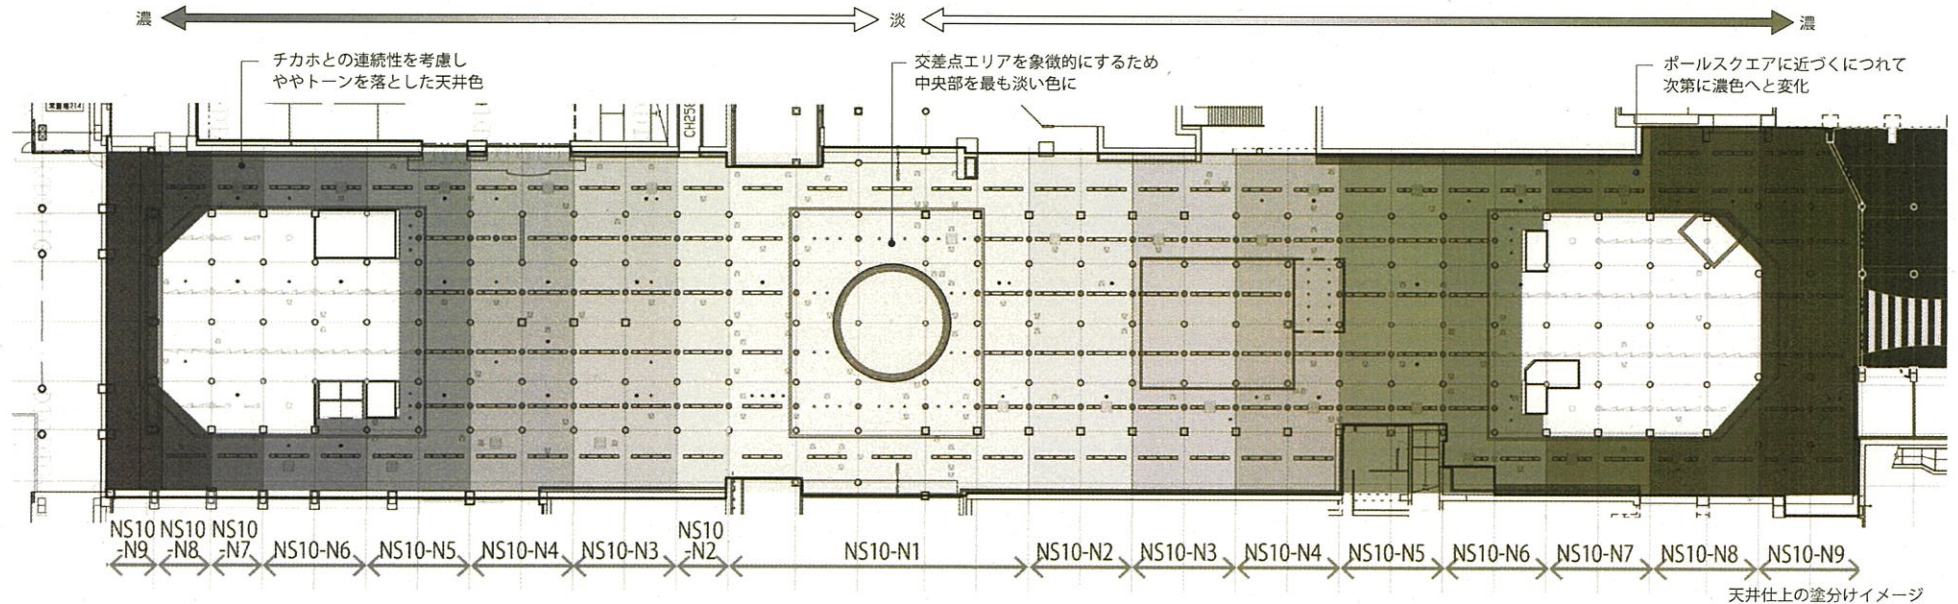 濃 淡 濃
チカホとの連続性を考慮し
ややトーンを落とした天井色
交差点エリアを象徴的にするため
中央部を最も淡い色に
ポールスクエアに近づくにつれて
次第に濃色へと変化
NS10-N9 NS10-N8 NS10-N7 NS10-N6 NS10-N5 NS10-N4 NS10-N3 NS10-N2 NS10-N1 NS10-N2 NS10-N3 NS10-N4 NS10-N5 NS10-N6 NS10-N7 NS10-N8 NS10-N9
天井仕上の塗分けイメージ